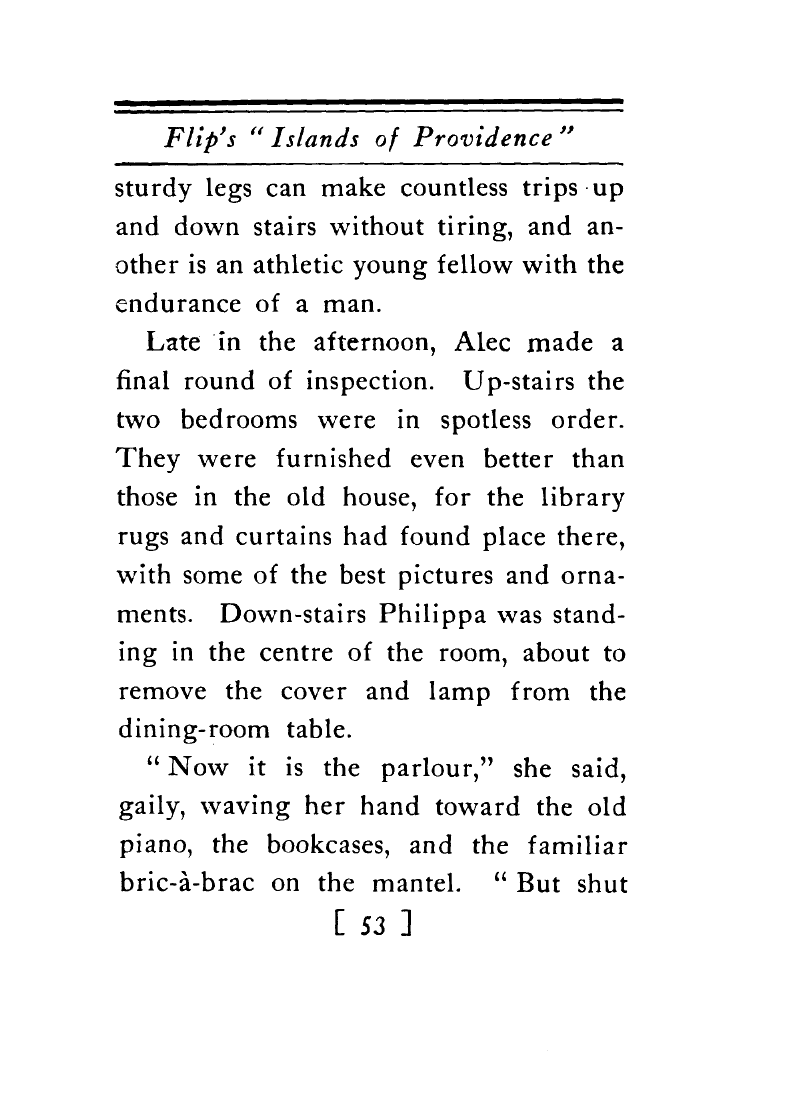 Flip's "Islands of Providence"
sturdy legs can make countless trips up
and down stairs without tiring, and an-
other is an athletic young fellow with the
endurance of a man.
Late in the afternoon, Alec made a
final round of inspection. Up-stairs the
two bedrooms were in spotless order.
They were furnished even better than
those in the old house, for the library
rugs and curtains had found place there,
with some of the best pictures and orna-
ments. Down-stairs Philippa was stand-
ing in the centre of the room, about to
remove the cover and lamp from the
dining-room table.
"Now it is the parlour," she said,
gaily, waving her hand toward the old
piano, the bookcases, and the familiar
bric-à-brac on the mantel. "But shut
[ 53 ]